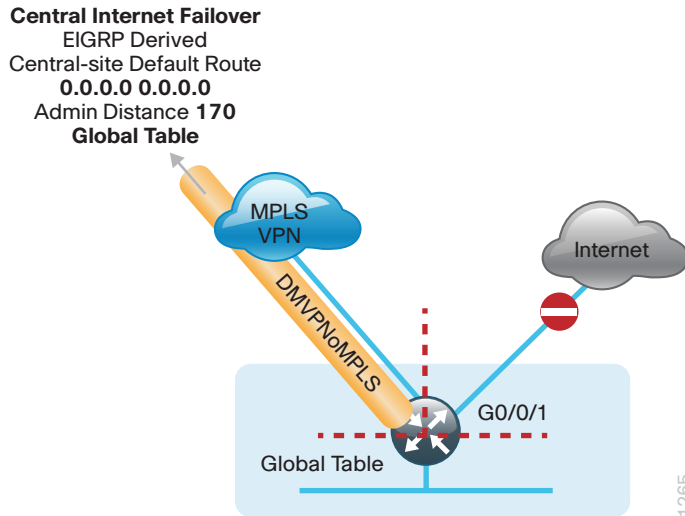 Central Internet Failover
EIGRP Derived
Central-site Default Route
0.0.0.0 0.0.0.0
Admin Distance 170
Global Table
MPLS
VPN
Internet
DMVPNoMPLS
G0/0/1
Global Table
1265